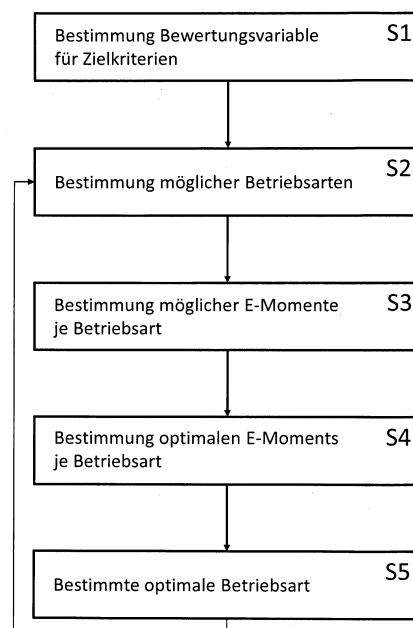 Bestimmung Bewertungsvariable
für Zielkriterien
S1
Bestimmung möglicher Betriebsarten
S2
Bestimmung möglicher E-Momente
je Betriebsart
S3
Bestimmung optimalen E-Moments
je Betriebsart
S4
Bestimmte optimale Betriebsart
S5